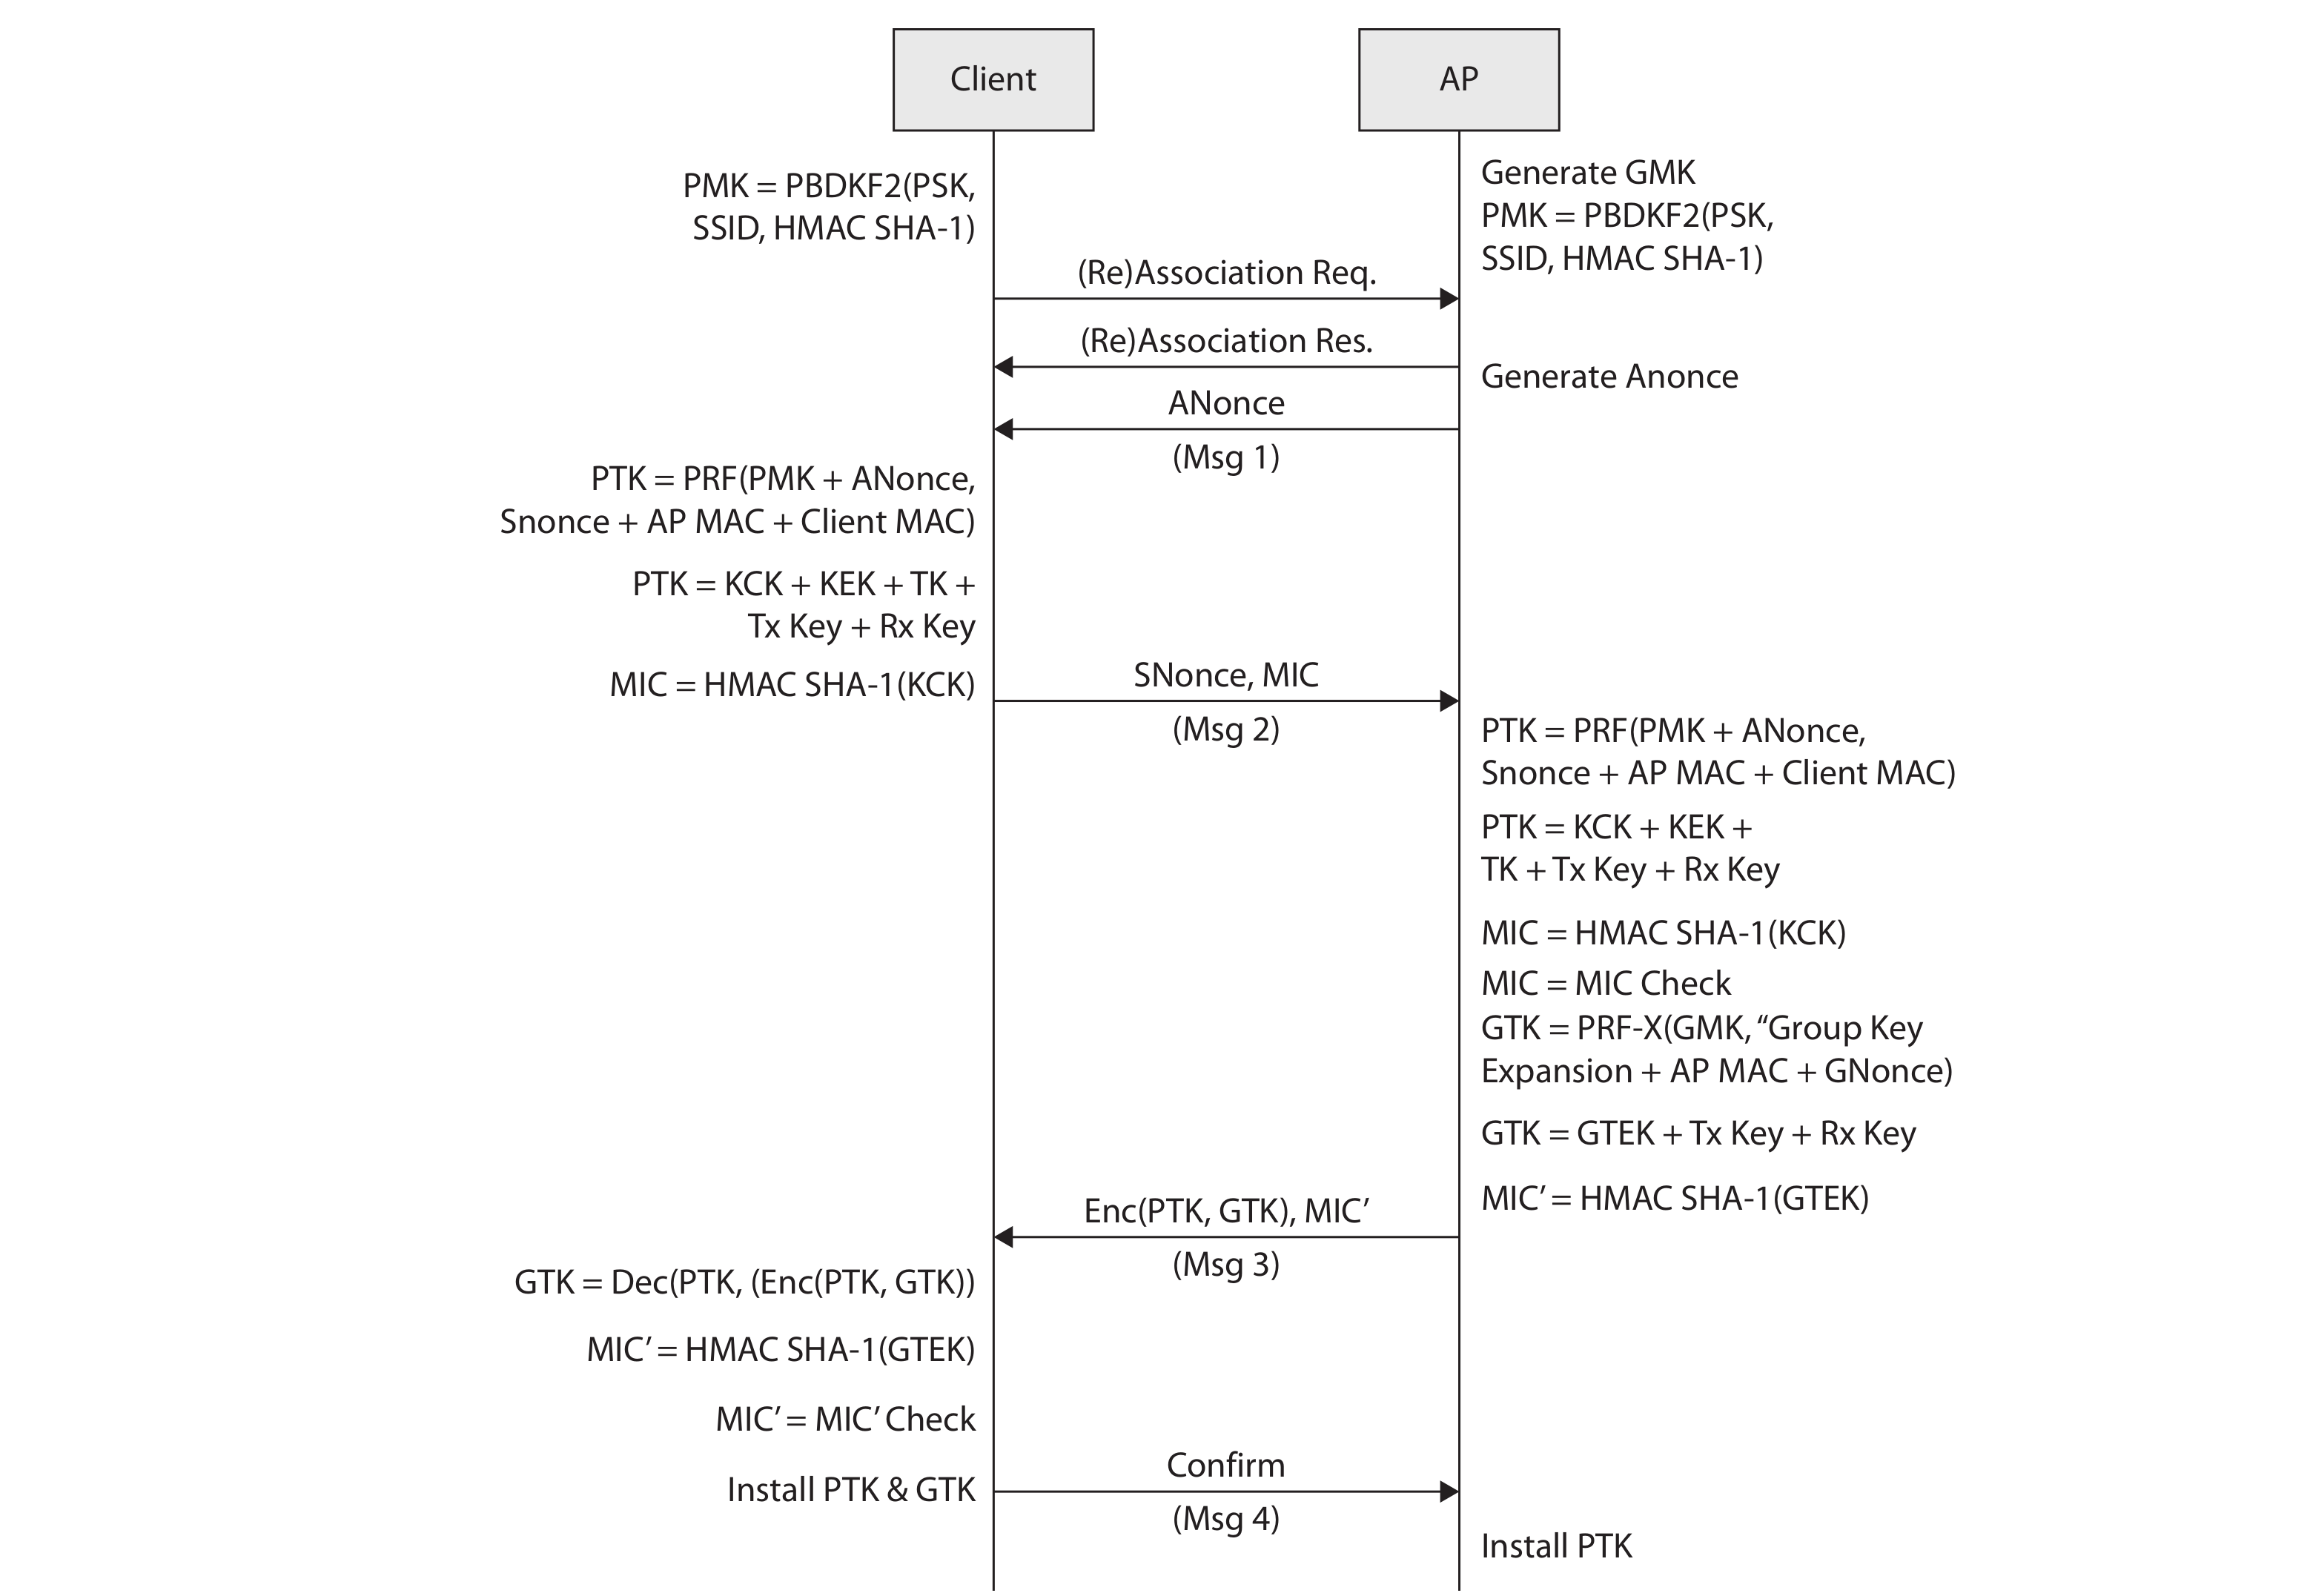 Client
AP
PMK = PBDKF2(PSK,
SSID, HMAC SHA-1)
Generate GMK
PMK = PBDKF2(PSK,
SSID, HMAC SHA-1)
(Re)Association Req.
(Re)Association Res.
Generate Anonce
ANonce
(Msg 1)
PTK = PRF(PMK + ANonce,
Snonce + AP MAC + Client MAC)
PTK = KCK + KEK + TK +
Tx Key + Rx Key
MIC = HMAC SHA-1(KCK)
SNonce, MIC
(Msg 2)
PTK = PRF(PMK + ANonce,
Snonce + AP MAC + Client MAC)
PTK = KCK + KEK +
TK + Tx Key + Rx Key
MIC = HMAC SHA-1(KCK)
MIC = MIC Check
GTK = PRF-X(GMK, “Group Key
Expansion + AP MAC + GNonce)
GTK = GTEK + Tx Key + Rx Key
MIC’ = HMAC SHA-1(GTEK)
Enc(PTK, GTK), MIC’
(Msg 3)
GTK = Dec(PTK, (Enc(PTK, GTK))
MIC’ = HMAC SHA-1(GTEK)
MIC’ = MIC’ Check
Install PTK & GTK
Confirm
(Msg 4)
Install PTK